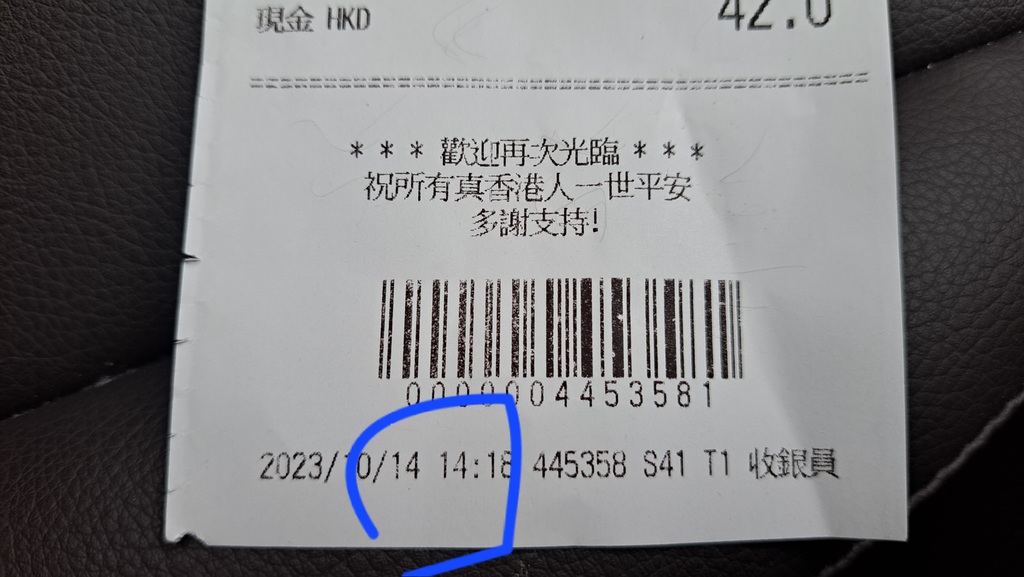 現金 HKD 42.0
* * * 歡迎再次光臨 * * *
祝所有真香港人一世平安
多謝支持!
0000004453581
2023/10/14 14:18 445358 S41 T1 收銀員